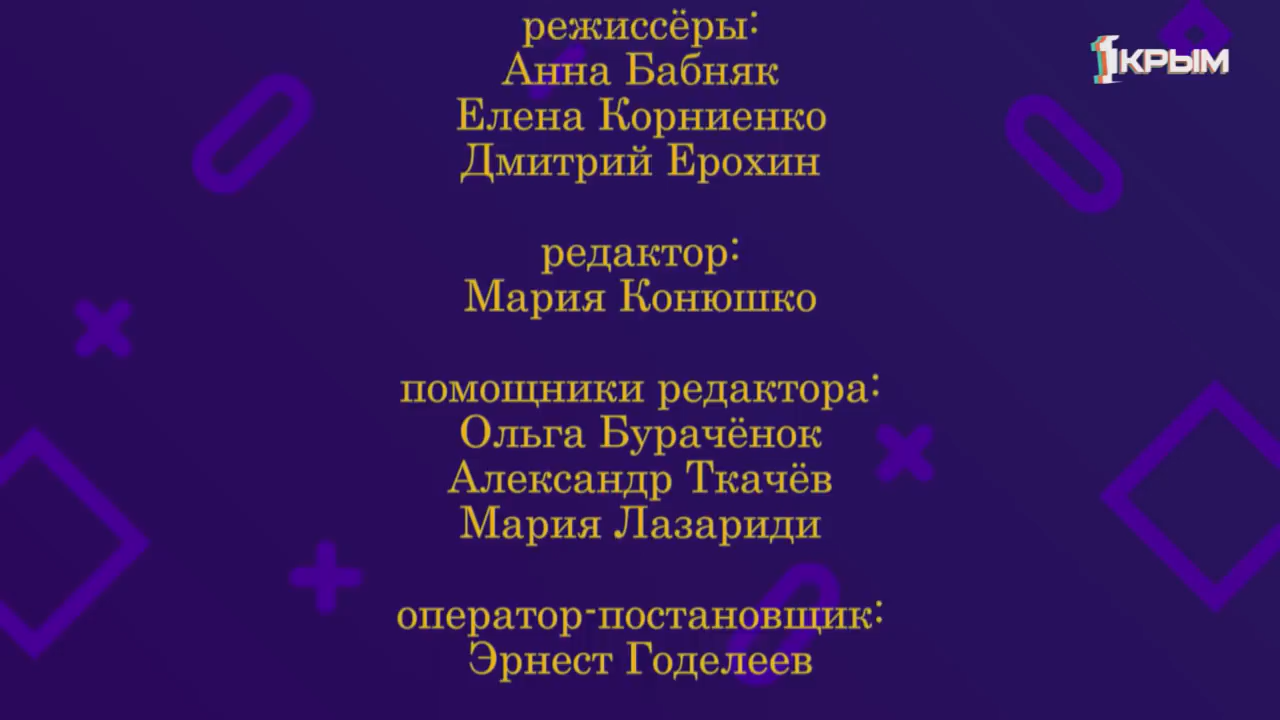 режиссёры:
1КРЫМ
Анна Бабняк
Елена Корниенко
Дмитрий Ерохин
редактор:
Мария Конюшко
помощники редактора:
Ольга Бурачёнок
Александр Ткачёв
Мария Лазариди
оператор-постановщик:
Эрнест Годелеев